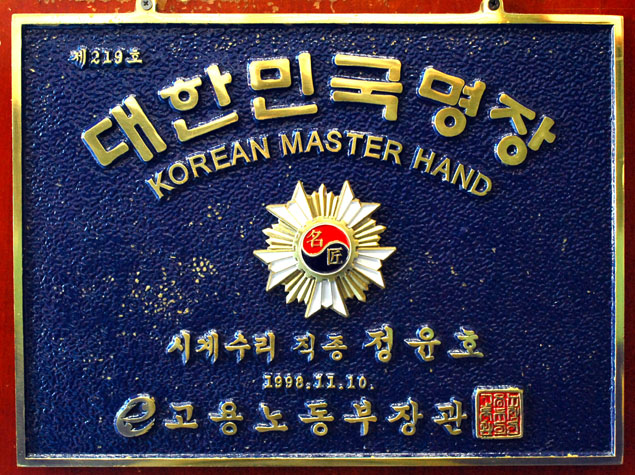 제219호
대한민국명장
KOREAN MASTER HAND
名匠
시계수리 직종 정윤호
1998.11.10.
고용노동부장관